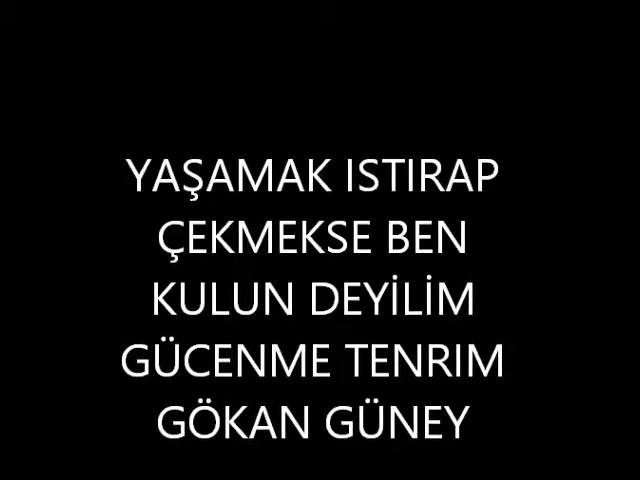 YAŞAMAK ISTIRAP
ÇEKMEKSE BEN
KULUN DEYİLİM
GÜCENME TENRIM
GÖKAN GÜNEY